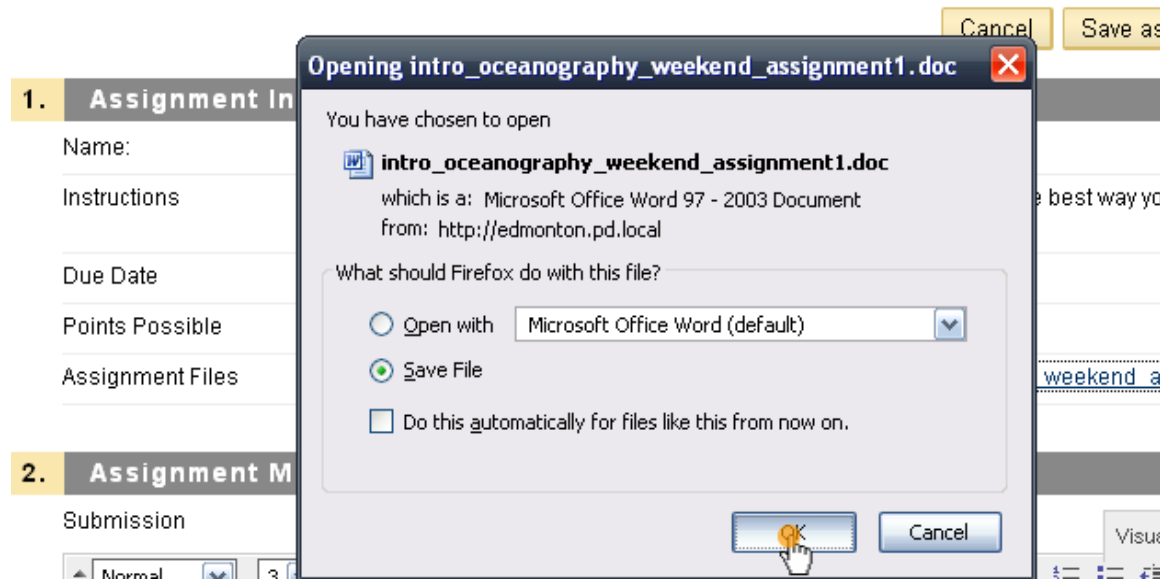 Cancel Save as
Opening intro_oceanography_weekend_assignment1.doc
1. Assignment In
You have chosen to open
Name:
intro_oceanography_weekend_assignment1.doc
Instructions
which is a: Microsoft Office Word 97 - 2003 Document
best way yo
from: http://edmonton.pd.local
Due Date
What should Firefox do with this file?
Points Possible
Open with Microsoft Office Word (default)
Assignment Files
Save File
weekend_a
Do this automatically for files like this from now on.
2. Assignment M
Submission
OK Cancel
Visua
Normal 3